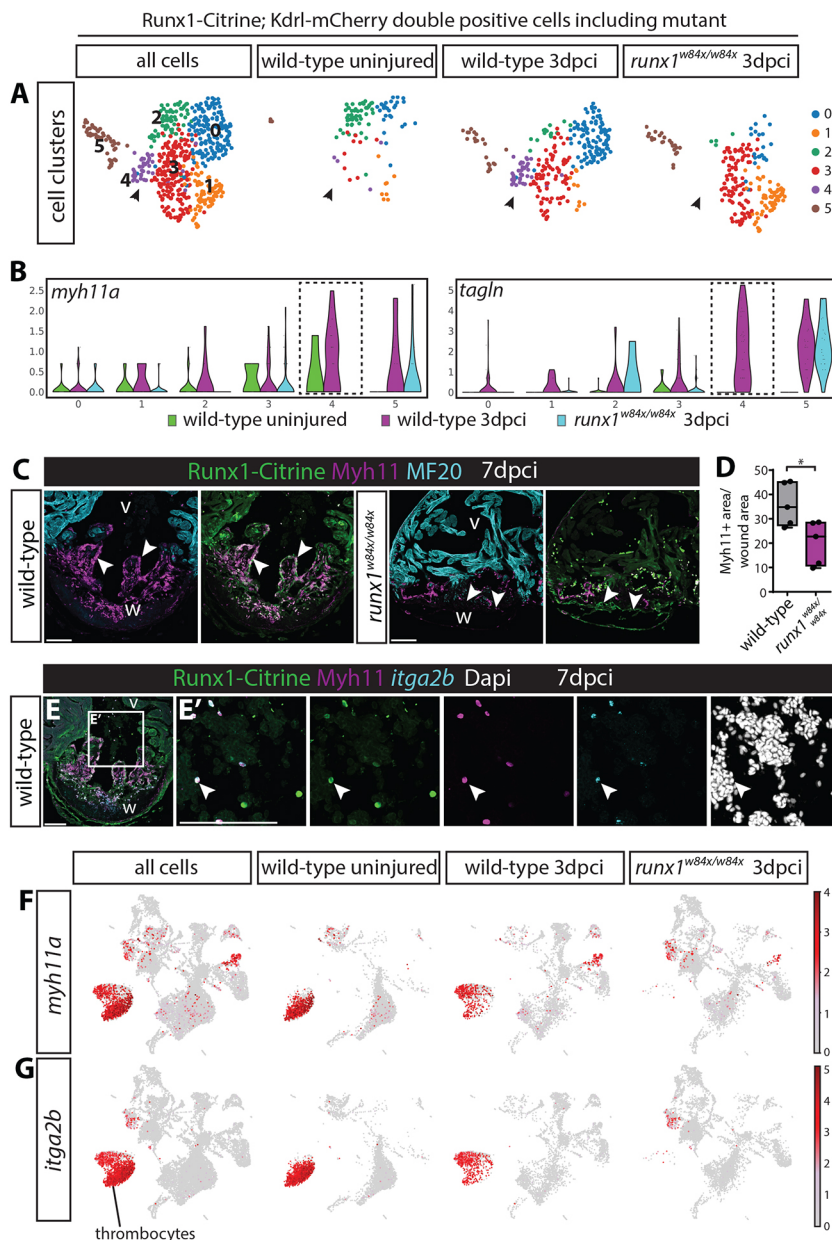 Runx1-Citrine; Kdrl-mCherry double positive cells including mutant
all cells
wild-type uninjured
wild-type 3dpci
runx1w84x/w84x 3dpci
A
cell clusters
0
1
2
3
4
5
0
1
2
3
4
5
B
myh11a
2.5
2.0
1.5
1.0
0.5
0.0
0 1 2 3 4 5
tagln
5
4
3
2
1
0
0 1 2 3 4 5
wild-type uninjured
wild-type 3dpci
runx1w84x/w84x 3dpci
C
Runx1-Citrine Myh11 MF20 7dpci
wild-type
v
w
runx1w84x/w84x
v
w
D
Myh11+ area/
wound area
50
40
30
20
10
0
*
wild-type
runx1w84x/
w84x
Runx1-Citrine Myh11 itga2b Dapi 7dpci
wild-type
E
E'
v
w
E'
all cells
wild-type uninjured
wild-type 3dpci
runx1w84x/w84x 3dpci
F
myh11a
4
3
2
1
0
G
itga2b
5
4
3
2
1
0
thrombocytes